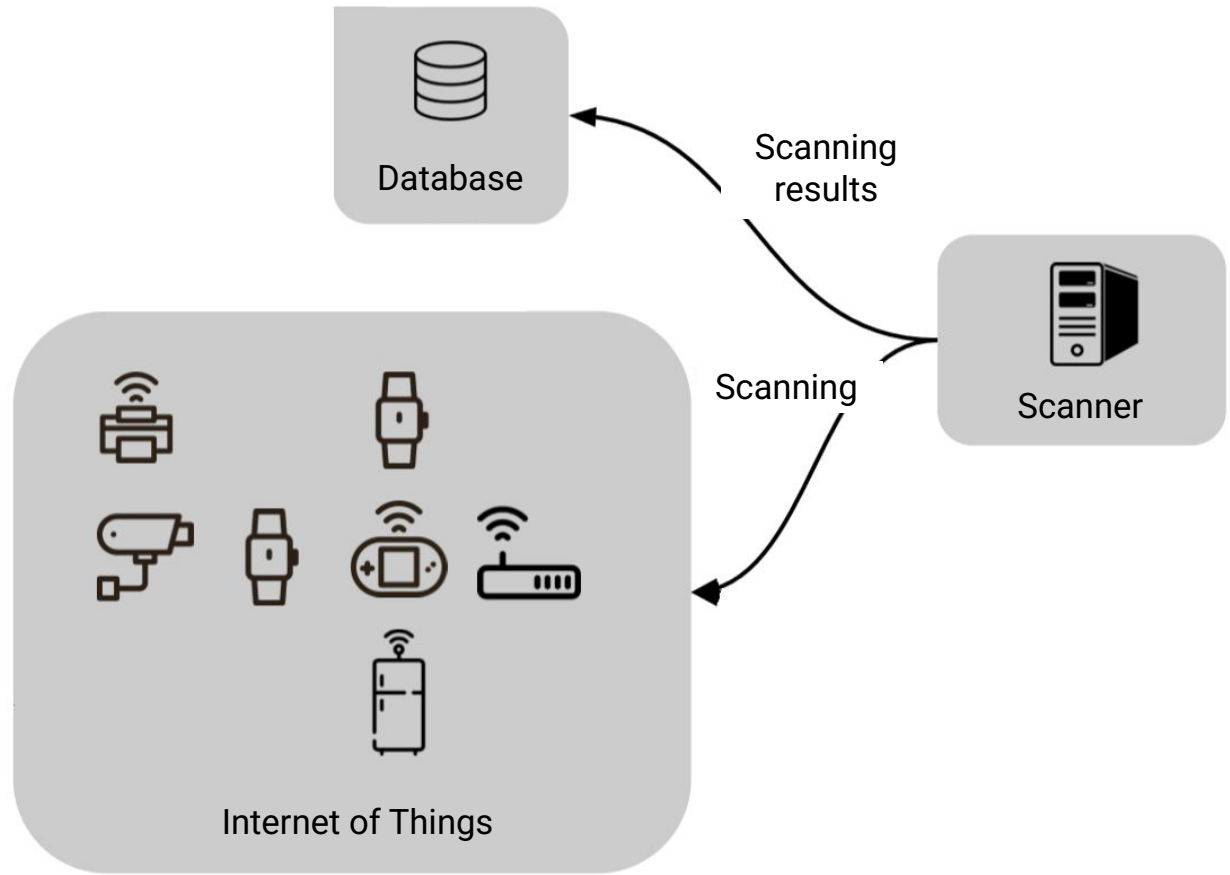 Database
Scanning
results
Scanning
Scanner
Internet of Things